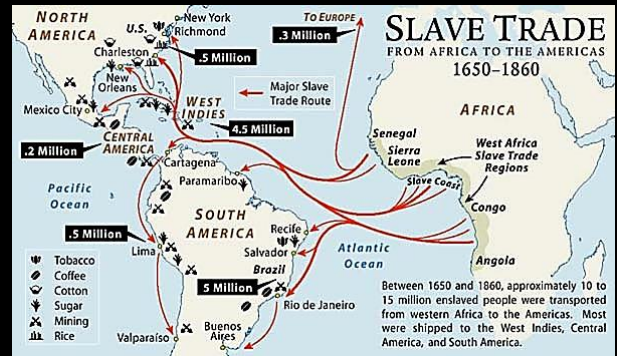 SLAVE TRADE
FROM AFRICA TO THE AMERICAS
1650–1860
NORTH
AMERICA
U.S.
New York
Richmond
Charleston
.5 Million
TO EUROPE
.3 Million
New
Orleans
Major Slave
Trade Route
Mexico City
WEST
INDIES
4.5 Million
CENTRAL
AMERICA
.2 Million
Cartagena
Paramaribo
Pacific
Ocean
SOUTH
AMERICA
.5 Million
Lima
Recife
Salvador
Brazil
5 Million
Rio de Janeiro
Buenos
Aires
Valparaíso
Atlantic
Ocean
AFRICA
Senegal
Sierra
Leone
West Africa
Slave Trade
Regions
Slave Coast
Congo
Angola
Tobacco
Coffee
Cotton
Sugar
Mining
Rice
Between 1650 and 1860, approximately 10 to
15 million enslaved people were transported
from western Africa to the Americas. Most
were shipped to the West Indies, Central
America, and South America.